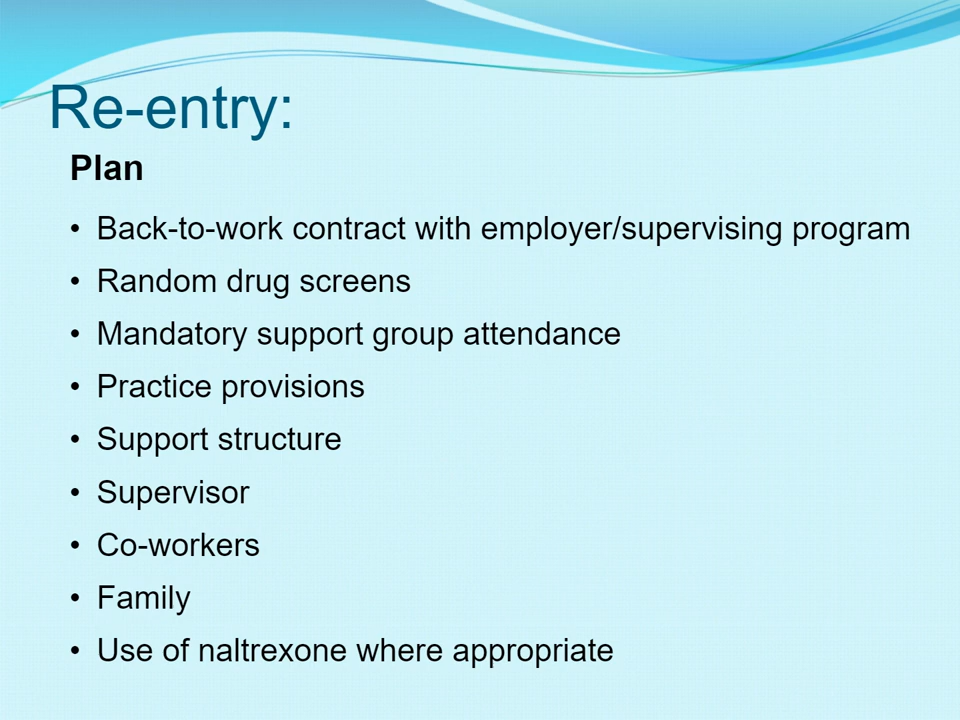 Re-entry:
Plan
• Back-to-work contract with employer/supervising program
• Random drug screens
• Mandatory support group attendance
• Practice provisions
• Support structure
• Supervisor
• Co-workers
• Family
• Use of naltrexone where appropriate